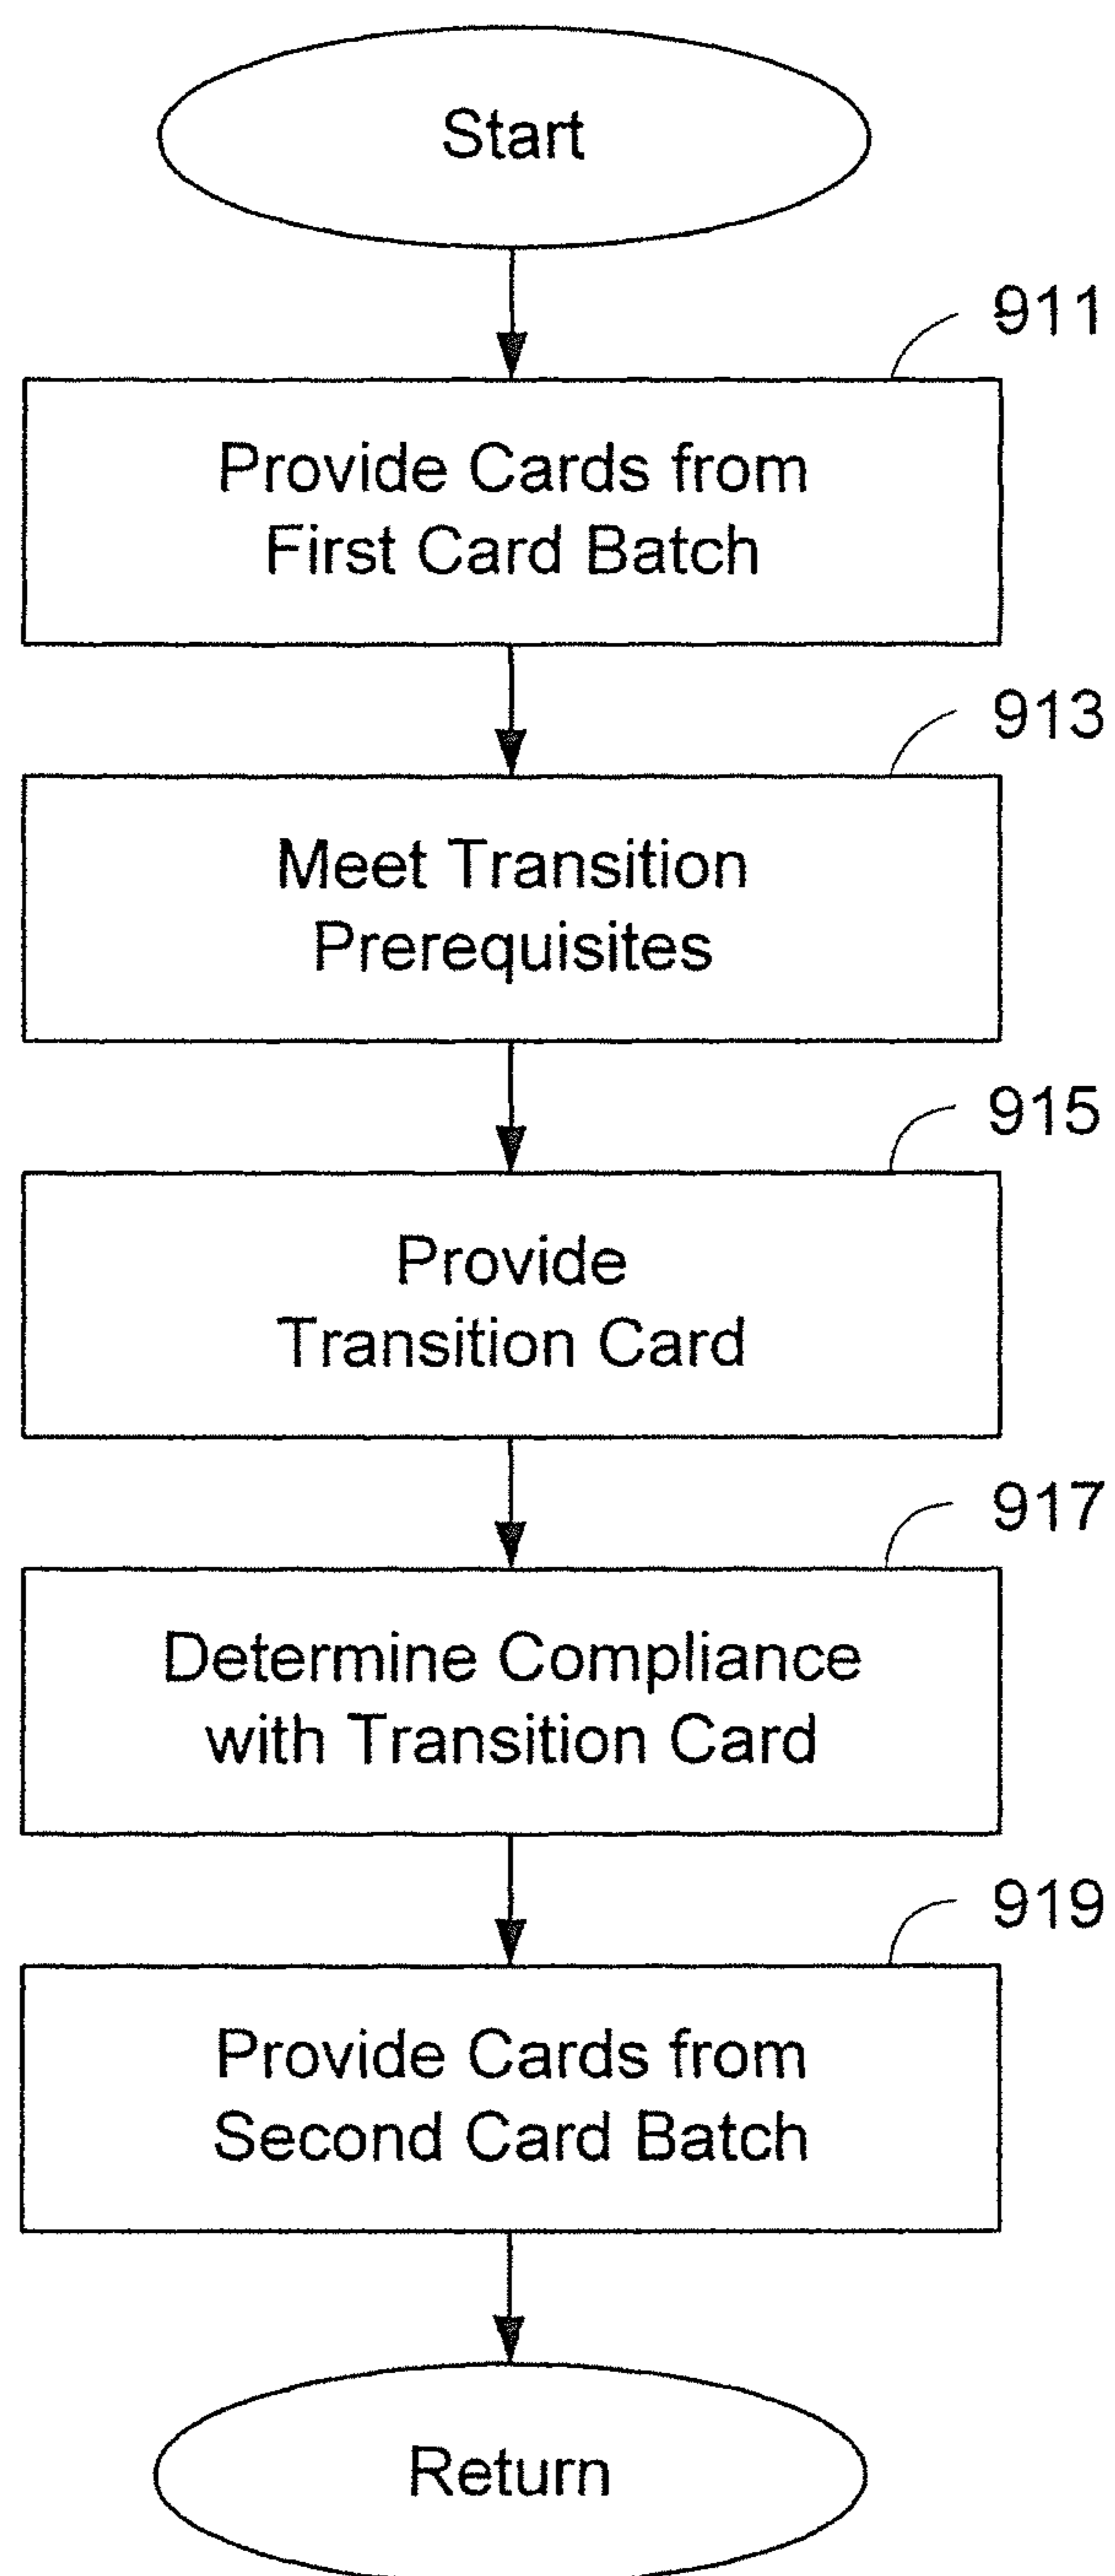 Start
911
Provide Cards from
First Card Batch
913
Meet Transition
Prerequisites
915
Provide
Transition Card
917
Determine Compliance
with Transition Card
919
Provide Cards from
Second Card Batch
Return